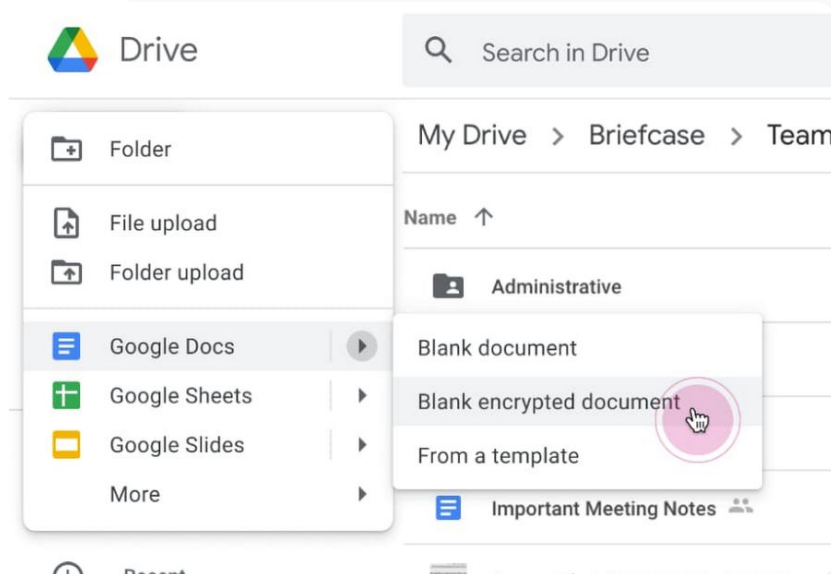 Drive
Search in Drive
My Drive > Briefcase > Team
Folder
File upload
Folder upload
Google Docs
Google Sheets
Google Slides
More
Name
Administrative
Blank document
Blank encrypted document
From a template
Important Meeting Notes
Recent